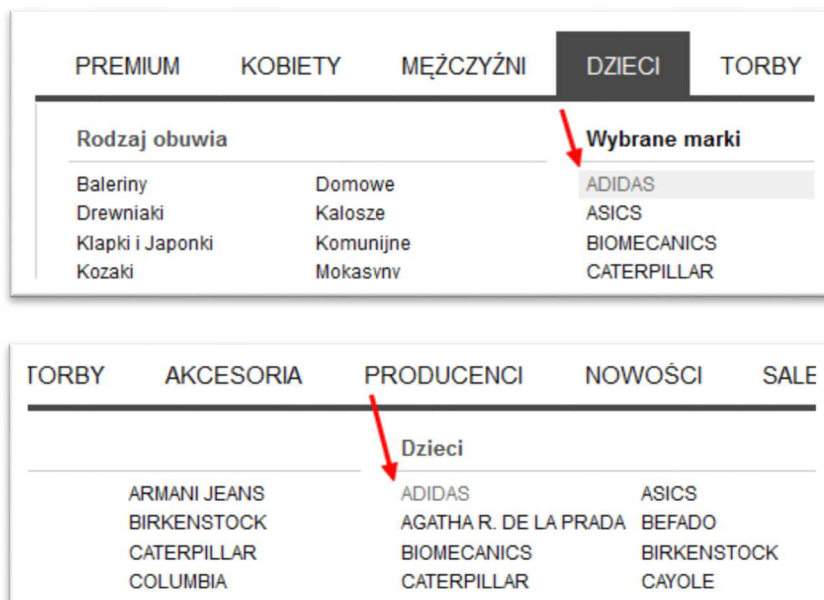 PREMIUM KOBIETY MĘŻCZYŹNI DZIECI TORBY
Rodzaj obuwia Wybrane marki
Baleriny Domowe ADIDAS
Drewniaki Kalosze ASICS
Klapki i Japonki Komunijne BIOMECANICS
Kozaki Mokasyny CATERPILLAR
TORBY AKCESORIA PRODUCENCI NOWOŚCI SALE
Dzieci
ARMANI JEANS ADIDAS ASICS
BIRKENSTOCK AGATHA R. DE LA PRADA BEFADO
CATERPILLAR BIOMECANICS BIRKENSTOCK
COLUMBIA CATERPILLAR CAYOLE